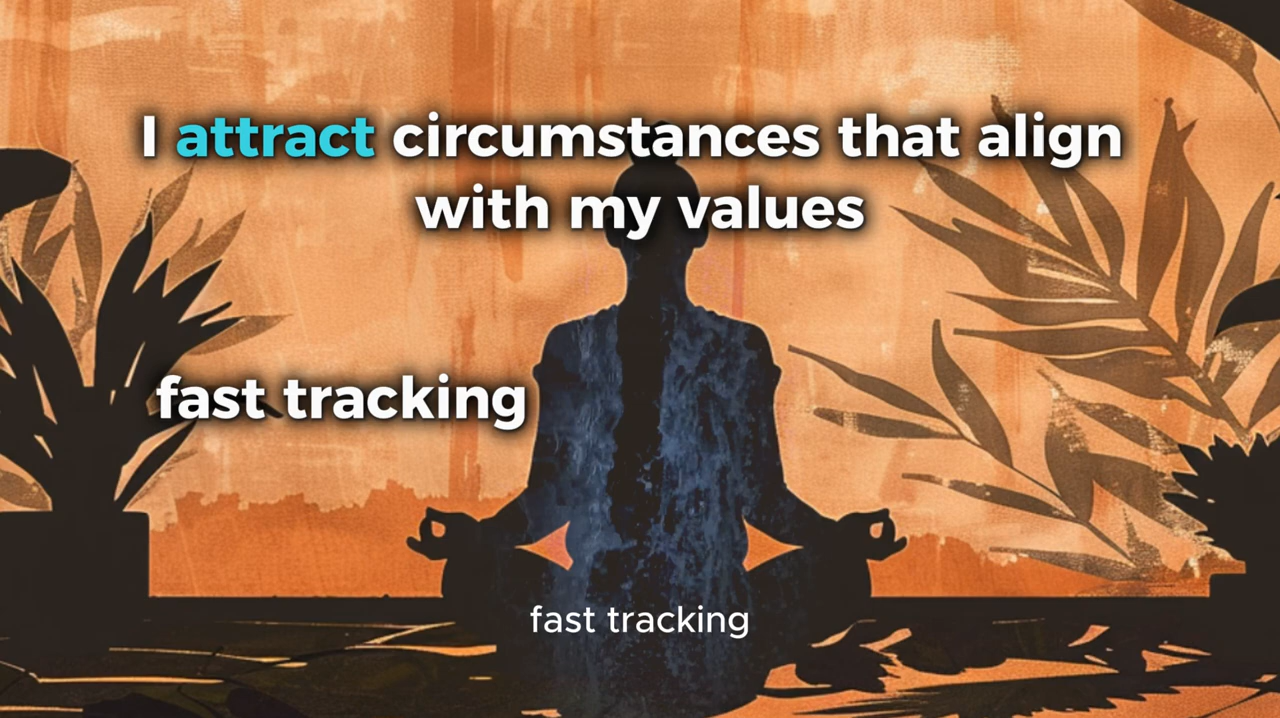 I attract circumstances that align
with my values
fast tracking
fast tracking